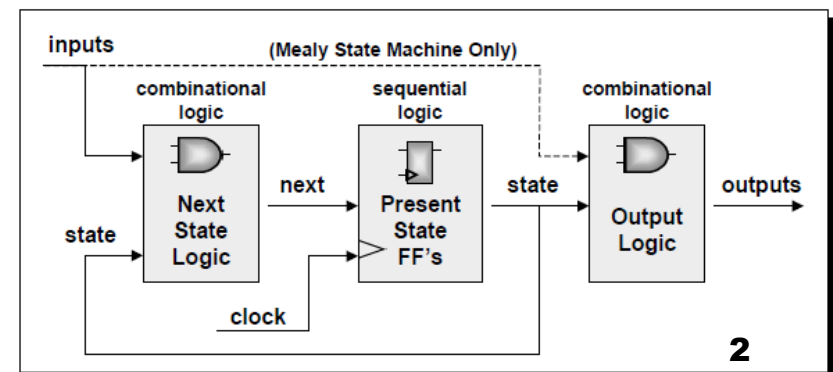 inputs
(Mealy State Machine Only)
combinational
logic
sequential
logic
combinational
logic
next
state
outputs
Next
State
Logic
Present
State
FF's
Output
Logic
state
clock
2